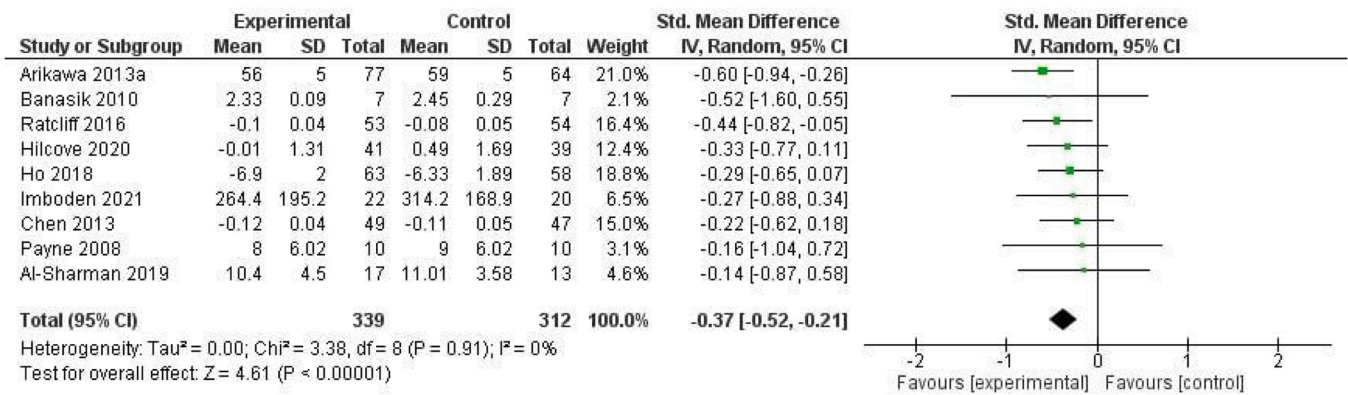 Experimental Control Std. Mean Difference Std. Mean Difference
Study or Subgroup Mean SD Total Mean SD Total Weight IV, Random, 95% CI IV, Random, 95% CI
Arikawa 2013a 56 5 77 59 5 64 21.0% -0.60 [-0.94, -0.26]
Banasik 2010 2.33 0.09 7 2.45 0.29 7 2.1% -0.52 [-1.60, 0.55]
Ratcliff 2016 -0.1 0.04 53 -0.08 0.05 54 16.4% -0.44 [-0.82, -0.05]
Hilcove 2020 -0.01 1.31 41 0.49 1.69 39 12.4% -0.33 [-0.77, 0.11]
Ho 2018 -6.9 2 63 -6.33 1.89 58 18.8% -0.29 [-0.65, 0.07]
Imboden 2021 264.4 195.2 22 314.2 168.9 20 6.5% -0.27 [-0.88, 0.34]
Chen 2013 -0.12 0.04 49 -0.11 0.05 47 15.0% -0.22 [-0.62, 0.18]
Payne 2008 8 6.02 10 9 6.02 10 3.1% -0.16 [-1.04, 0.72]
Al-Sharman 2019 10.4 4.5 17 11.01 3.58 13 4.6% -0.14 [-0.87, 0.58]
Total (95% CI) 339 312 100.0% -0.37 [-0.52, -0.21]
Heterogeneity: Tau² = 0.00; Chi² = 3.38, df = 8 (P = 0.91); I² = 0%
Test for overall effect: Z = 4.61 (P < 0.00001)
-2 -1 0 1 2
Favours [experimental] Favours [control]